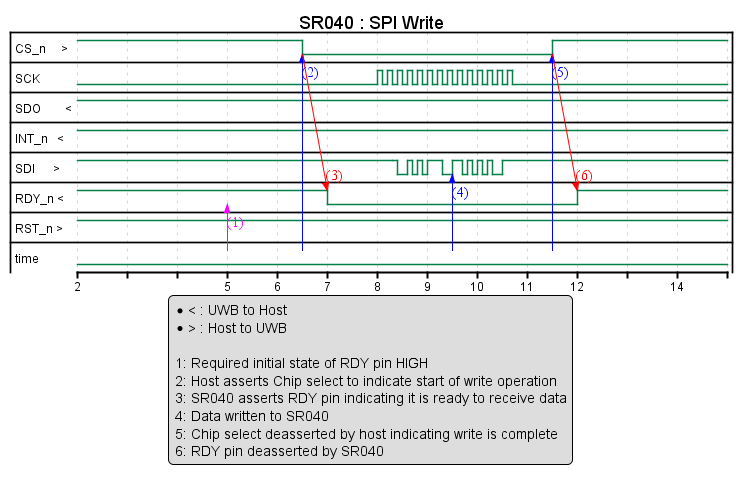 SR040 : SPI Write
CS_n >
(2)
(5)
SCK
SDO <
INT_n <
SDI >
(3)
(6)
(4)
RDY_n <
(1)
RST_n >
time
2 5 6 7 8 9 10 11 12 14
• < : UWB to Host
• > : Host to UWB
1: Required initial state of RDY pin HIGH
2: Host asserts Chip select to indicate start of write operation
3: SR040 asserts RDY pin indicating it is ready to receive data
4: Data written to SR040
5: Chip select deasserted by host indicating write is complete
6: RDY pin deasserted by SR040